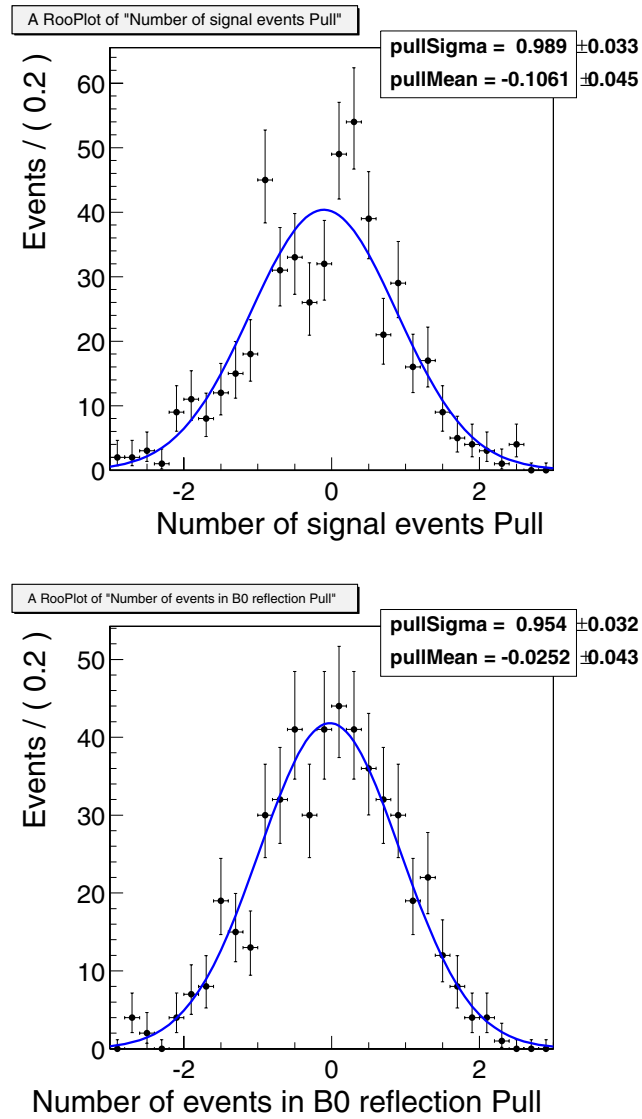 A RooPlot of "Number of signal events Pull"
pullSigma = 0.989 ±0.033
pullMean = -0.1061 ±0.045
Events / ( 0.2 )
60
50
40
30
20
10
0
-2 0 2
Number of signal events Pull
A RooPlot of "Number of events in B0 reflection Pull"
pullSigma = 0.954 ±0.032
pullMean = -0.0252 ±0.043
Events / ( 0.2 )
50
40
30
20
10
0
-2 0 2
Number of events in B0 reflection Pull